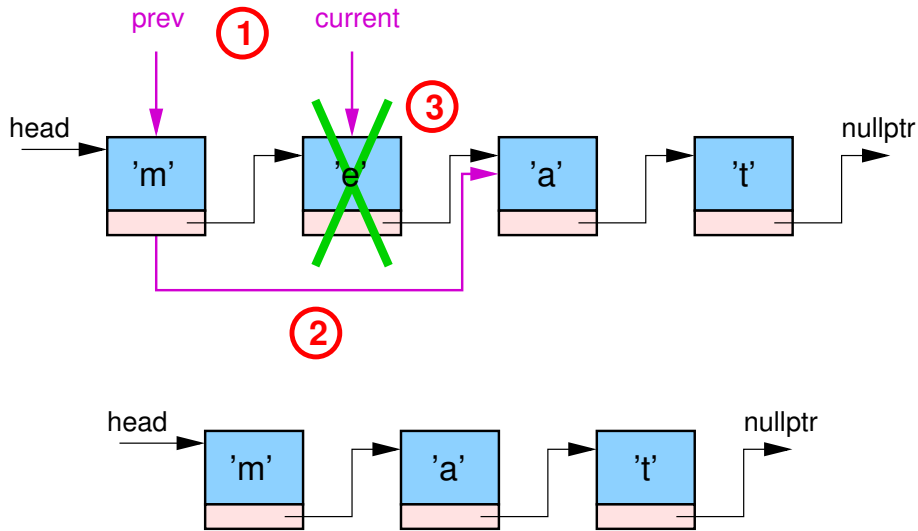 prev
1
current
3
head
nullptr
'm'
'e'
'a'
't'
2
head
nullptr
'm'
'a'
't'